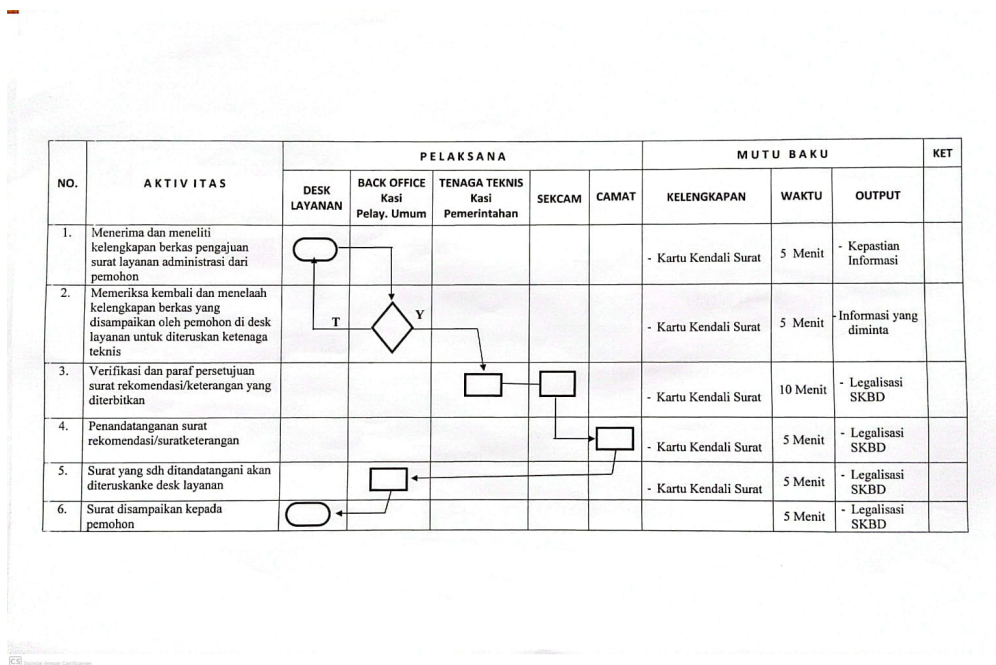 PELAKSANA
MUTU BAKU
KET
NO.
AKTIVITAS
DESK
LAYANAN
BACK OFFICE
Kasi
Pelay. Umum
TENAGA TEKNIS
Kasi
Pemerintahan
SEKCAM
CAMAT
KELENGKAPAN
WAKTU
OUTPUT
1.
Menerima dan meneliti
kelengkapan berkas pengajuan
surat layanan administrasi dari
pemohon
- Kartu Kendali Surat
5 Menit
- Kepastian
Informasi
2.
Memeriksa kembali dan menelaah
kelengkapan berkas yang
disampaikan oleh pemohon di desk
layanan untuk diteruskan ketenaga
teknis
T
Y
- Kartu Kendali Surat
5 Menit
- Informasi yang
diminta
3.
Verifikasi dan paraf persetujuan
surat rekomendasi/keterangan yang
diterbitkan
- Kartu Kendali Surat
10 Menit
- Legalisasi
SKBD
4.
Penandatanganan surat
rekomendasi/suratketerangan
- Kartu Kendali Surat
5 Menit
- Legalisasi
SKBD
5.
Surat yang sdh ditandatangani akan
diteruskanke desk layanan
- Kartu Kendali Surat
5 Menit
- Legalisasi
SKBD
6.
Surat disampaikan kepada
pemohon
5 Menit
- Legalisasi
SKBD
CS